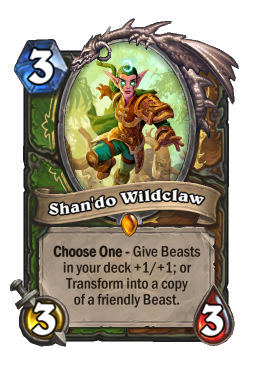 3
Shan'do Wildclaw
Choose One - Give Beasts
in your deck +1/+1; or
Transform into a copy
of a friendly Beast.
3
3